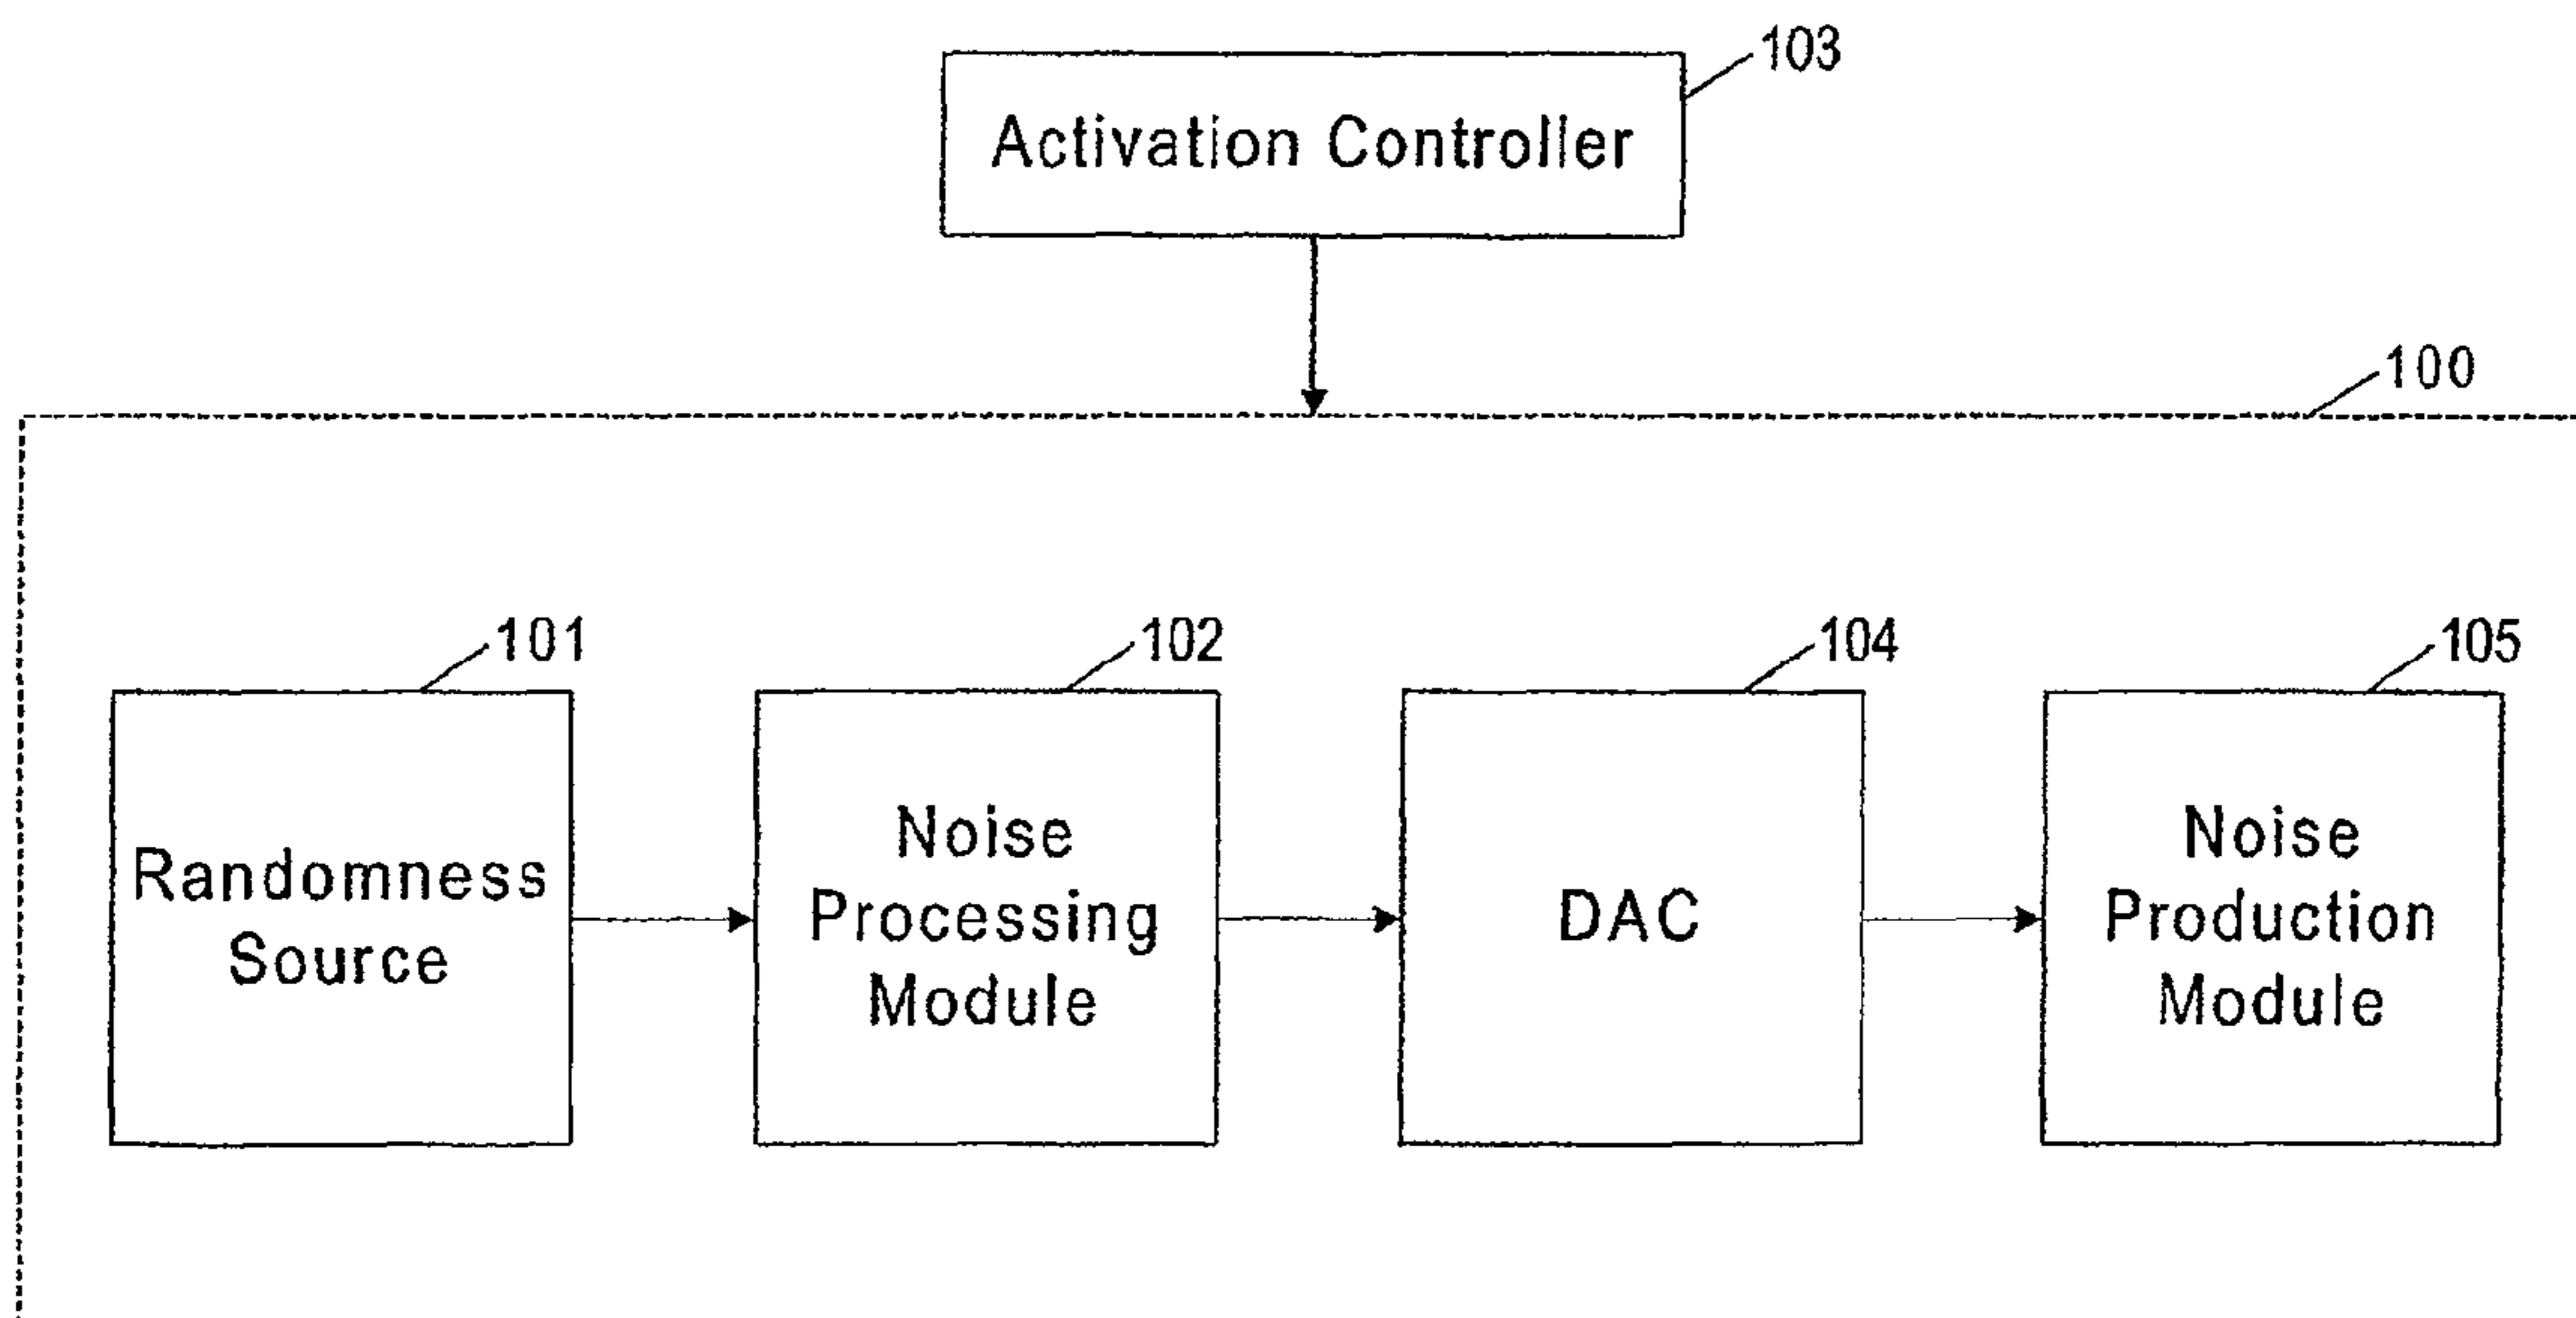 103
Activation Controller
100
101
102
104
105
Randomness
Source
Noise
Processing
Module
DAC
Noise
Production
Module